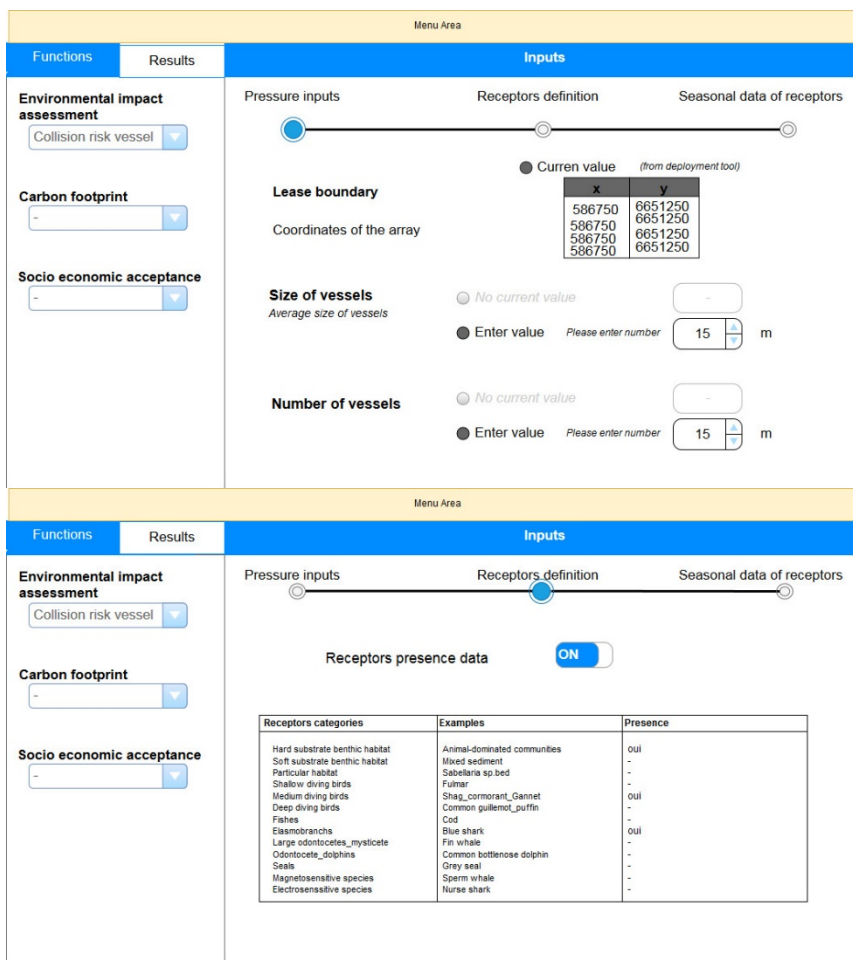 Menu Area
Functions Results Inputs
Environmental impact
assessment
Collision risk vessel
Carbon footprint
-
Socio economic acceptance
-
Pressure inputs Receptors definition Seasonal data of receptors
Curren value (from deployment tool)
Lease boundary
Coordinates of the array
x y
586750 6651250
586750 6651250
586750 6651250
586750 6651250
Size of vessels No current value -
Average size of vessels
Enter value Please enter number 15 m
Number of vessels No current value -
Enter value Please enter number 15 m
Menu Area
Functions Results Inputs
Environmental impact
assessment
Collision risk vessel
Carbon footprint
-
Socio economic acceptance
-
Pressure inputs Receptors definition Seasonal data of receptors
Receptors presence data ON
Receptors categories Examples Presence
Hard substrate benthic habitat Animal-dominated communities oui
Soft substrate benthic habitat Mixed sediment -
Particular habitat Sabellaria sp.bed -
Shallow diving birds Fulmar -
Medium diving birds Shag_cormorant_Gannet oui
Deep diving birds Common guillemot_puffin -
Fishes Cod -
Elasmobranchs Blue shark oui
Large odontocetes_mysticete Fin whale -
Odontocete_dolphins Common bottlenose dolphin -
Seals Grey seal -
Magnetosensitive species Sperm whale -
Electrosenssitive species Nurse shark -